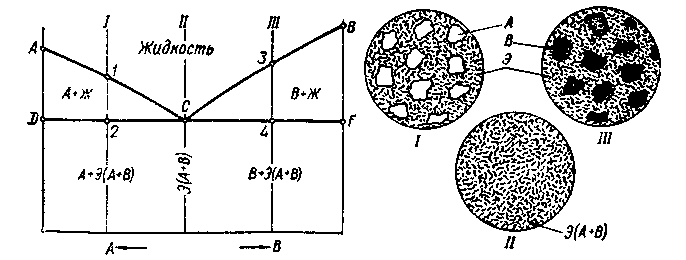 I II III
B
A
Жидкость
1
3
А+Ж
C
В+Ж
D
2
4
F
А+Э(А+В)
Э(А+В)
В+Э(А+В)
А
В
A
B
Э
I
III
II
Э(А+В)